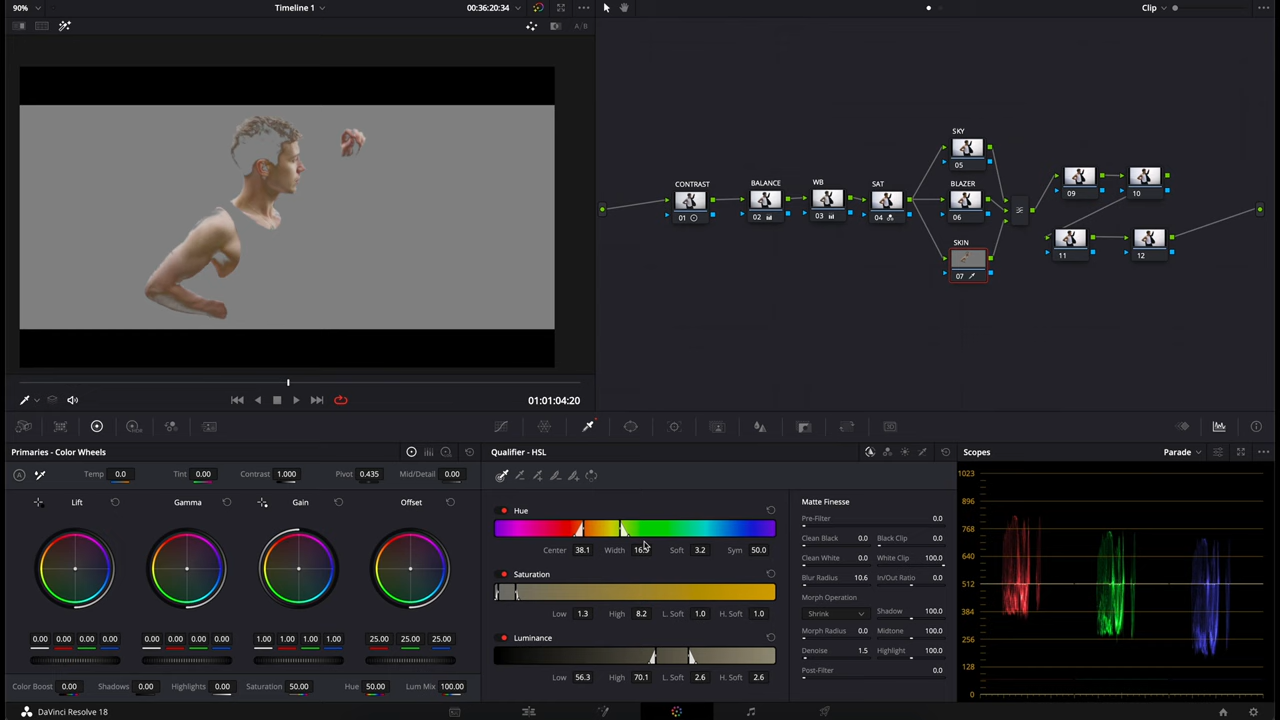 90%
Timeline 1
00:36:20:34
Clip
A/B
SKY
05
CONTRAST
01
BALANCE
02
WB
03
SAT
04
BLAZER
06
SKIN
07
09
10
11
12
01:01:04:20
Primaries - Color Wheels
Temp 0.0
Tint 0.00
Contrast 1.000
Pivot 0.435
Mid/Detail 0.00
Lift
Gamma
Gain
Offset
0.00 0.00 0.00 0.00
0.00 0.00 0.00 0.00
1.00 1.00 1.00 1.00
25.00 25.00 25.00
Color Boost 0.00
Shadows 0.00
Highlights 0.00
Saturation 50.00
Hue 50.00
Lum Mix 100.00
Qualifier - HSL
Hue
Center 38.1
Width
Soft 3.2
Sym 50.0
Saturation
Low 1.3
High 8.2
L. Soft 1.0
H. Soft 1.0
Luminance
Low 56.3
High 70.1
L. Soft 2.6
H. Soft 2.6
Matte Finesse
Pre-Filter 0.0
Clean Black 0.0
Black Clip 0.0
Clean White 0.0
White Clip 100.0
Blur Radius 10.6
In/Out Ratio 0.0
Morph Operation
Shrink
Shadow 100.0
Morph Radius 0.0
Midtone 100.0
Denoise 1.5
Highlight 100.0
Post-Filter 0.0
Scopes
Parade
1023
896
768
640
512
384
256
128
0
DaVinci Resolve 18